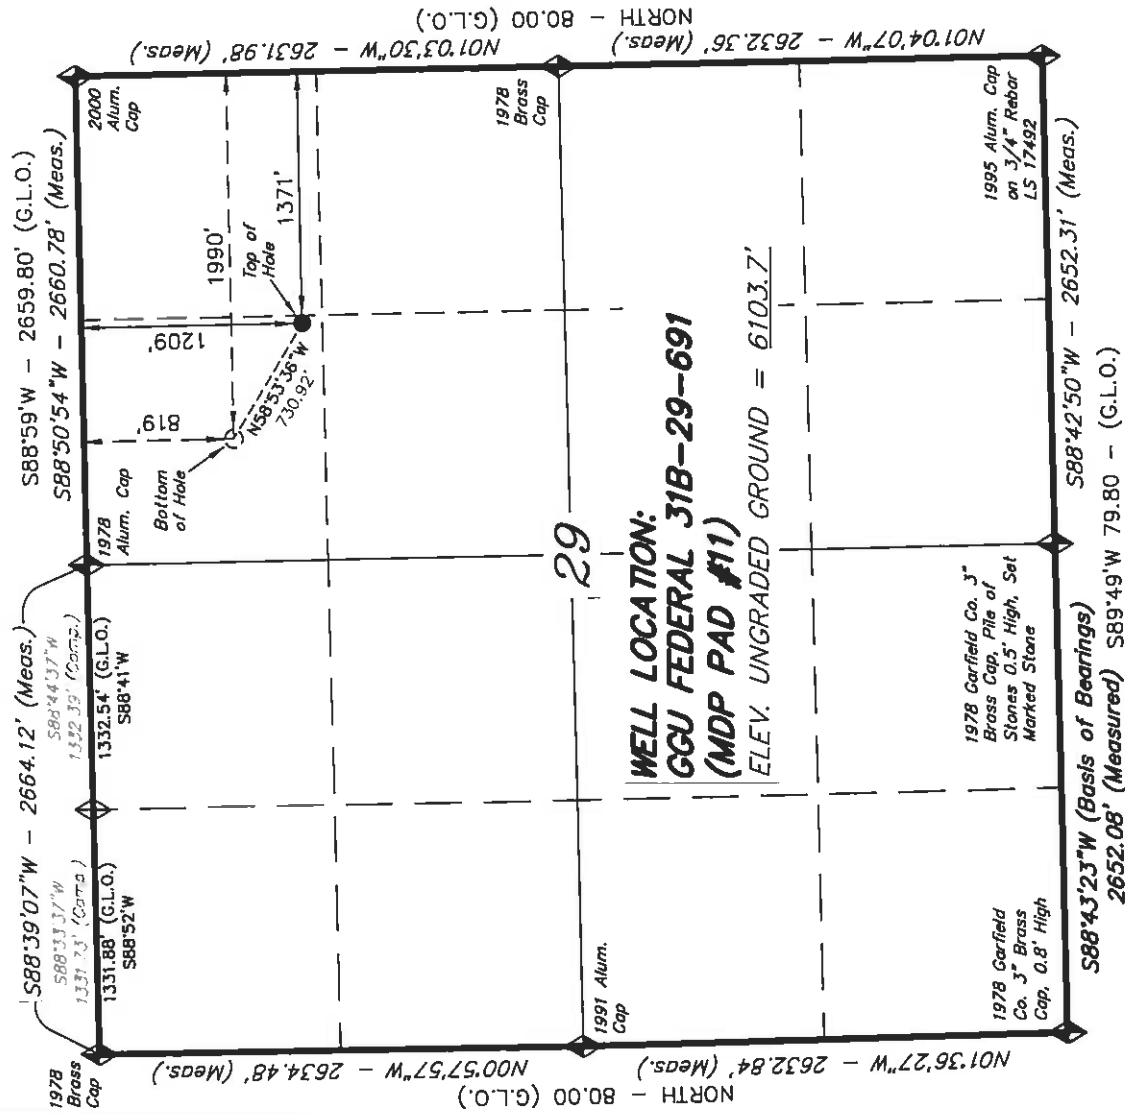 NORTH - 80.00 (G.L.O.)
N01°03'30"W - 2631.98' (Meas.)
N01°04'07"W - 2632.36' (Meas.)
S88°59'W - 2659.80' (G.L.O.)
S88°50'54"W - 2660.78' (Meas.)
2000
Alum.
Cap
1978
Brass
Cap
1995 Alum. Cap
on 3/4" Rebar
LS 17492
1990'
1371'
Top of
Hole
1209'
819'
N58°53'36"W
730.92'
Bottom
of Hole
1978
Alum. Cap
S88°39'07"W - 2664.12' (Meas.)
S88°44'37"W
1332.39' (Comp.)
1332.54' (G.L.O.)
S88°41'W
S88°33'37"W
1331.73' (Comp.)
1331.88' (G.L.O.)
S88°52'W
1978
Brass
Cap
29
WELL LOCATION:
GGU FEDERAL 31B-29-691
(MDP PAD #11)
ELEV. UNGRADED GROUND = 6103.7'
1991 Alum.
Cap
1978 Garfield Co. 3"
Brass Cap, Pile of
Stones 0.5' High, Set
Marked Stone
1978 Garfield
Co. 3" Brass
Cap, 0.8' High
S88°42'50"W - 2652.31' (Meas.)
S88°43'23"W (Basis of Bearings)
2652.08' (Measured)
S89°49'W 79.80 - (G.L.O.)
N00°57'57"W - 2634.48' (Meas.)
N01°36'27"W - 2632.84' (Meas.)
NORTH - 80.00 (G.L.O.)